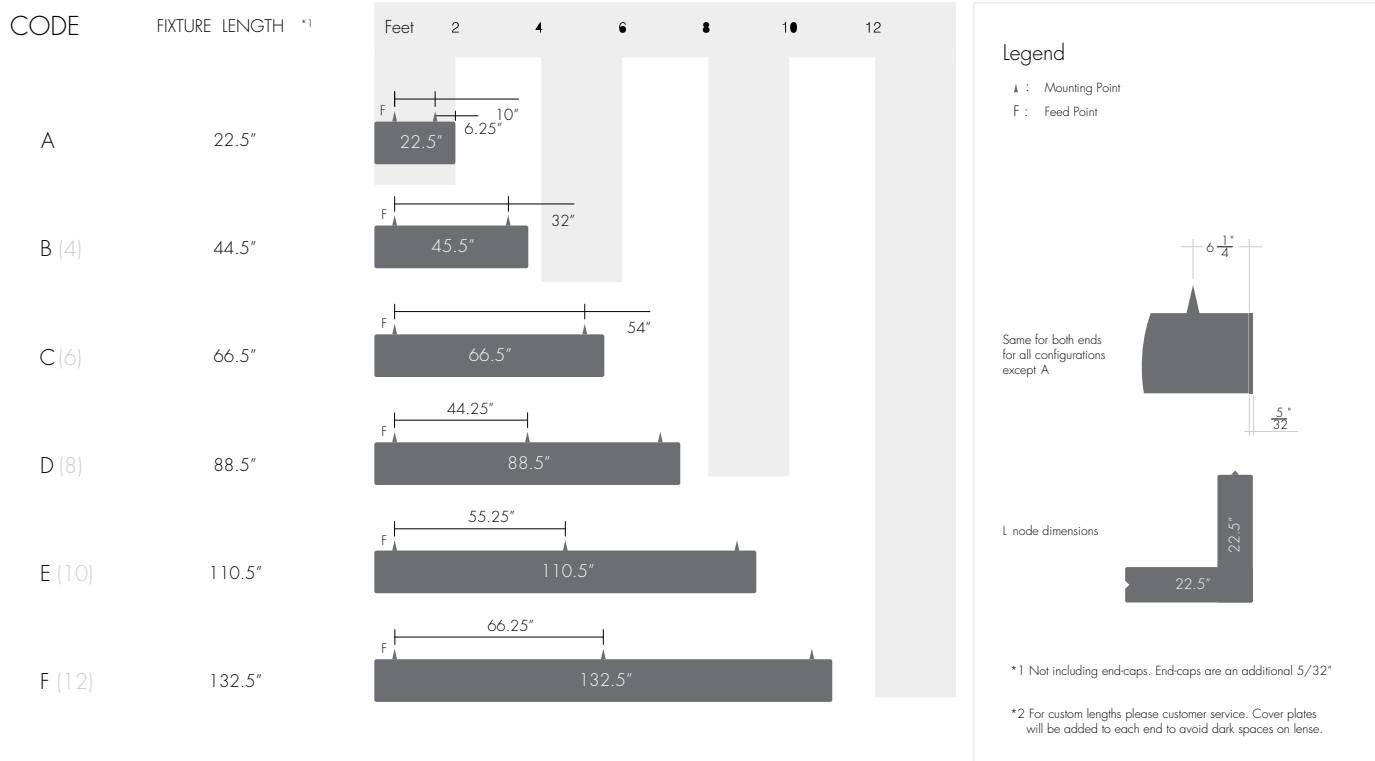 CODE FIXTURE LENGTH *1 Feet 2 4 6 8 10 12
F 10"
6.25"
A 22.5" 22.5"
F 32"
B (4) 44.5" 45.5"
F 54"
C (6) 66.5" 66.5"
44.25"
F
D (8) 88.5" 88.5"
55.25"
F
E (10) 110.5" 110.5"
66.25"
F
F (12) 132.5" 132.5"
Legend
: Mounting Point
F : Feed Point
6 1/4"
Same for both ends
for all configurations
except A
5/32"
L node dimensions
22.5"
22.5"
*1 Not including end-caps. End-caps are an additional 5/32"
*2 For custom lengths please customer service. Cover plates
will be added to each end to avoid dark spaces on lense.